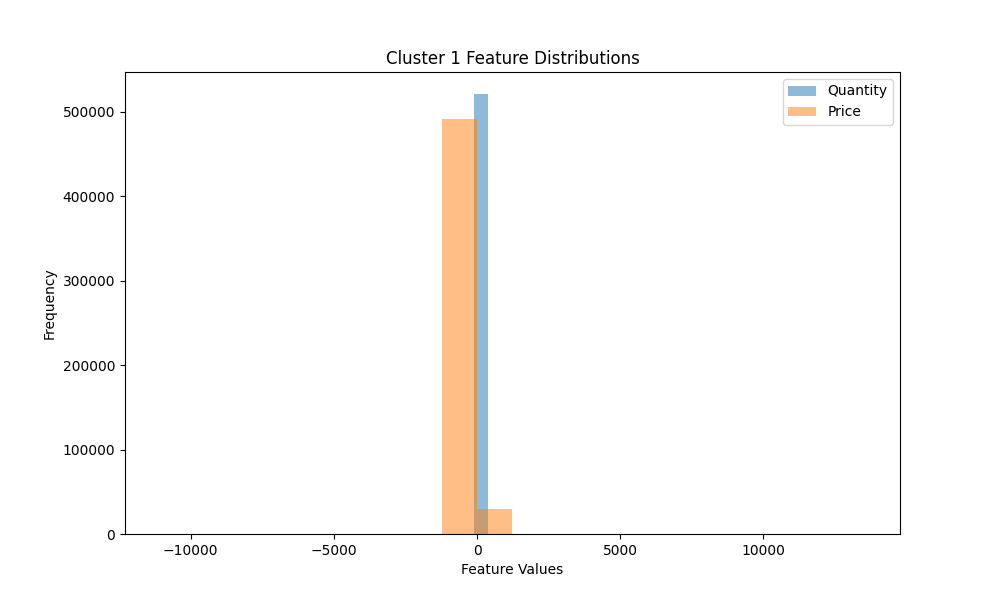 Cluster 1 Feature Distributions
Quantity
Price
500000
400000
300000
200000
100000
0
Frequency
−10000
−5000
0
5000
10000
Feature Values